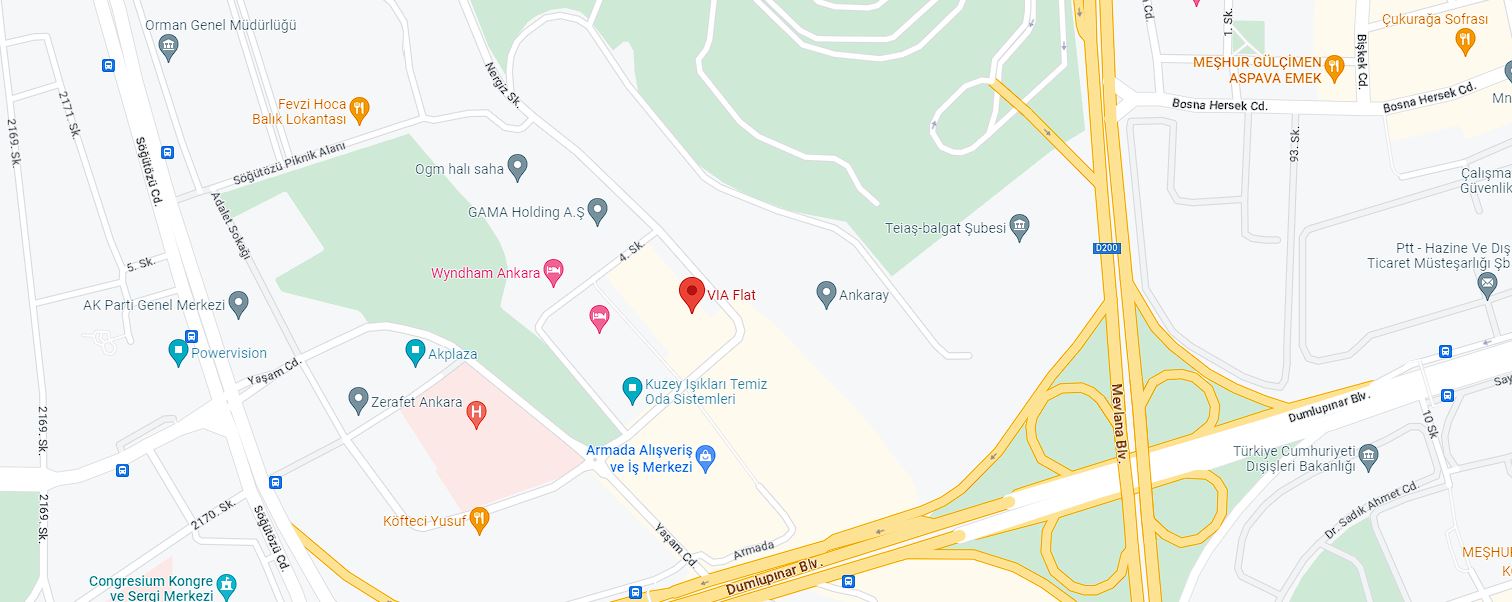 Orman Genel Müdürlüğü
Fevzi Hoca
Balık Lokantası
2171. Sk.
2169. Sk.
Söğütözü Cd.
Söğütözü Piknik Alanı
Nergiz Sk.
Adalet Sokağı
Ogm halı saha
GAMA Holding A.Ş
4. Sk.
5. Sk.
Wyndham Ankara
AK Parti Genel Merkezi
VIA Flat
Ankaray
Teiaş-balgat Şubesi
Powervision
Akplaza
Yaşam Cd.
Zerafet Ankara
H
Kuzey Işıkları Temiz
Oda Sistemleri
Armada Alışveriş
ve İş Merkezi
Köfteci Yusuf
2169. Sk.
2169. Sk.
2170. Sk.
Söğütözü Cd.
Yaşam Cd.
Armada
Dumlupınar Blv.
Congresium Kongre
ve Sergi Merkezi
Çukurağa Sofrası
MEŞHUR GÜLÇİMEN
ASPAVA EMEK
1. Sk.
Cd.
Bişkek Cd.
Bosna Hersek Cd.
Bosna Hersek Cd.
Mn
93. Sk.
Çalışma
Güvenlik
D200
Ptt - Hazine Ve Dış
Ticaret Müsteşarlığı Şb
Mevlana Blv.
Dumlupınar Blv.
Say
10 Sk
Türkiye Cumhuriyeti
Dışişleri Bakanlığı
Dr. Sadık Ahmet Cd.
MEŞHU
K